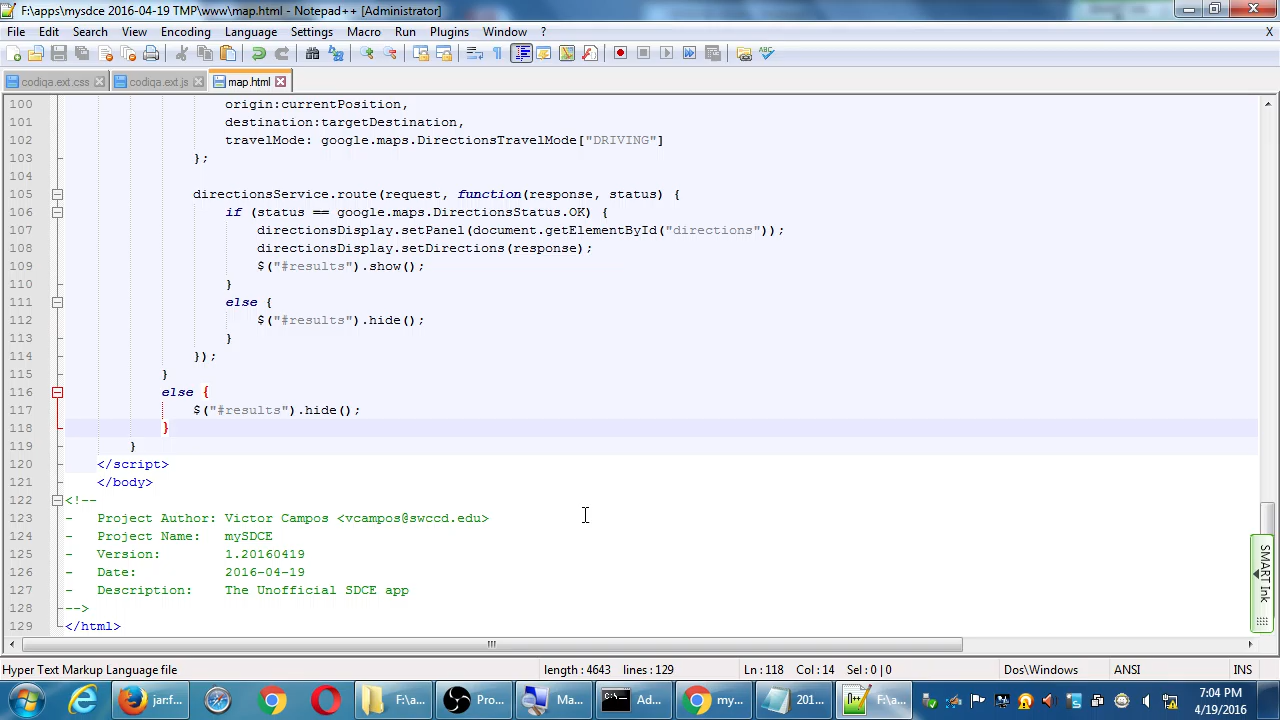 F:\apps\mysdce 2016-04-19 TMP\www\map.html - Notepad++ [Administrator]
File Edit Search View Encoding Language Settings Macro Run Plugins Window ? X
codiqa.ext.css codiqa.ext.js map.html
100 origin:currentPosition,
101 destination:targetDestination,
102 travelMode: google.maps.DirectionsTravelMode["DRIVING"]
103 };
104
105 directionsService.route(request, function(response, status) {
106 if (status == google.maps.DirectionsStatus.OK) {
107 directionsDisplay.setPanel(document.getElementById("directions"));
108 directionsDisplay.setDirections(response);
109 $("#results").show();
110 }
111 else {
112 $("#results").hide();
113 }
114 });
115 }
116 else {
117 $("#results").hide();
118 }
119 }
120 </script>
121 </body>
122 <!--
123 - Project Author: Victor Campos <vcampos@swccd.edu>
124 - Project Name: mySDCE
125 - Version: 1.20160419
126 - Date: 2016-04-19
127 - Description: The Unofficial SDCE app
128 -->
129 </html>
SMART Ink
Hyper Text Markup Language file length : 4643 lines : 129 Ln : 118 Col : 14 Sel : 0 | 0 Dos\Windows ANSI INS
jar:f... F:\a... Pro... Ma... Ad... my... 201... F:\a... 7:04 PM
4/19/2016